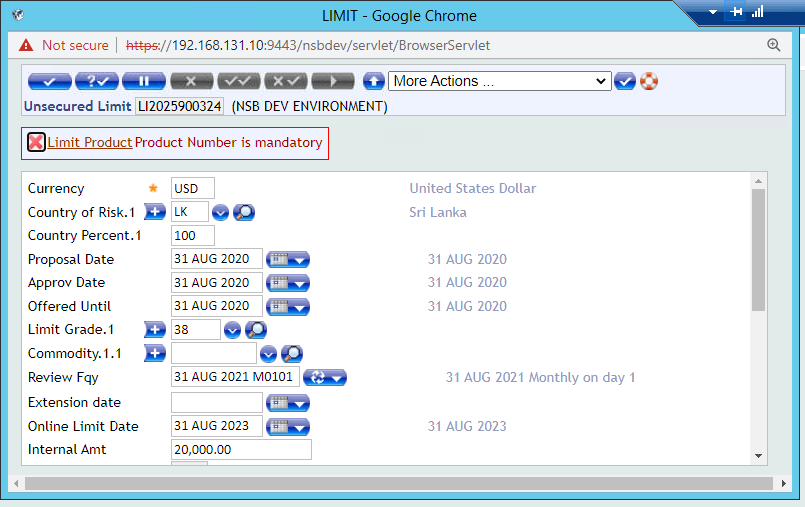 LIMIT - Google Chrome
Not secure https://192.168.131.10:9443/nsbdev/servlet/BrowserServlet
More Actions ...
Unsecured Limit LI2025900324 (NSB DEV ENVIRONMENT)
Limit Product Product Number is mandatory
Currency USD United States Dollar
Country of Risk.1 LK Sri Lanka
Country Percent.1 100
Proposal Date 31 AUG 2020 31 AUG 2020
Approv Date 31 AUG 2020 31 AUG 2020
Offered Until 31 AUG 2020 31 AUG 2020
Limit Grade.1 38
Commodity.1.1
Review Fqy 31 AUG 2021 M0101 31 AUG 2021 Monthly on day 1
Extension date
Online Limit Date 31 AUG 2023 31 AUG 2023
Internal Amt 20,000.00